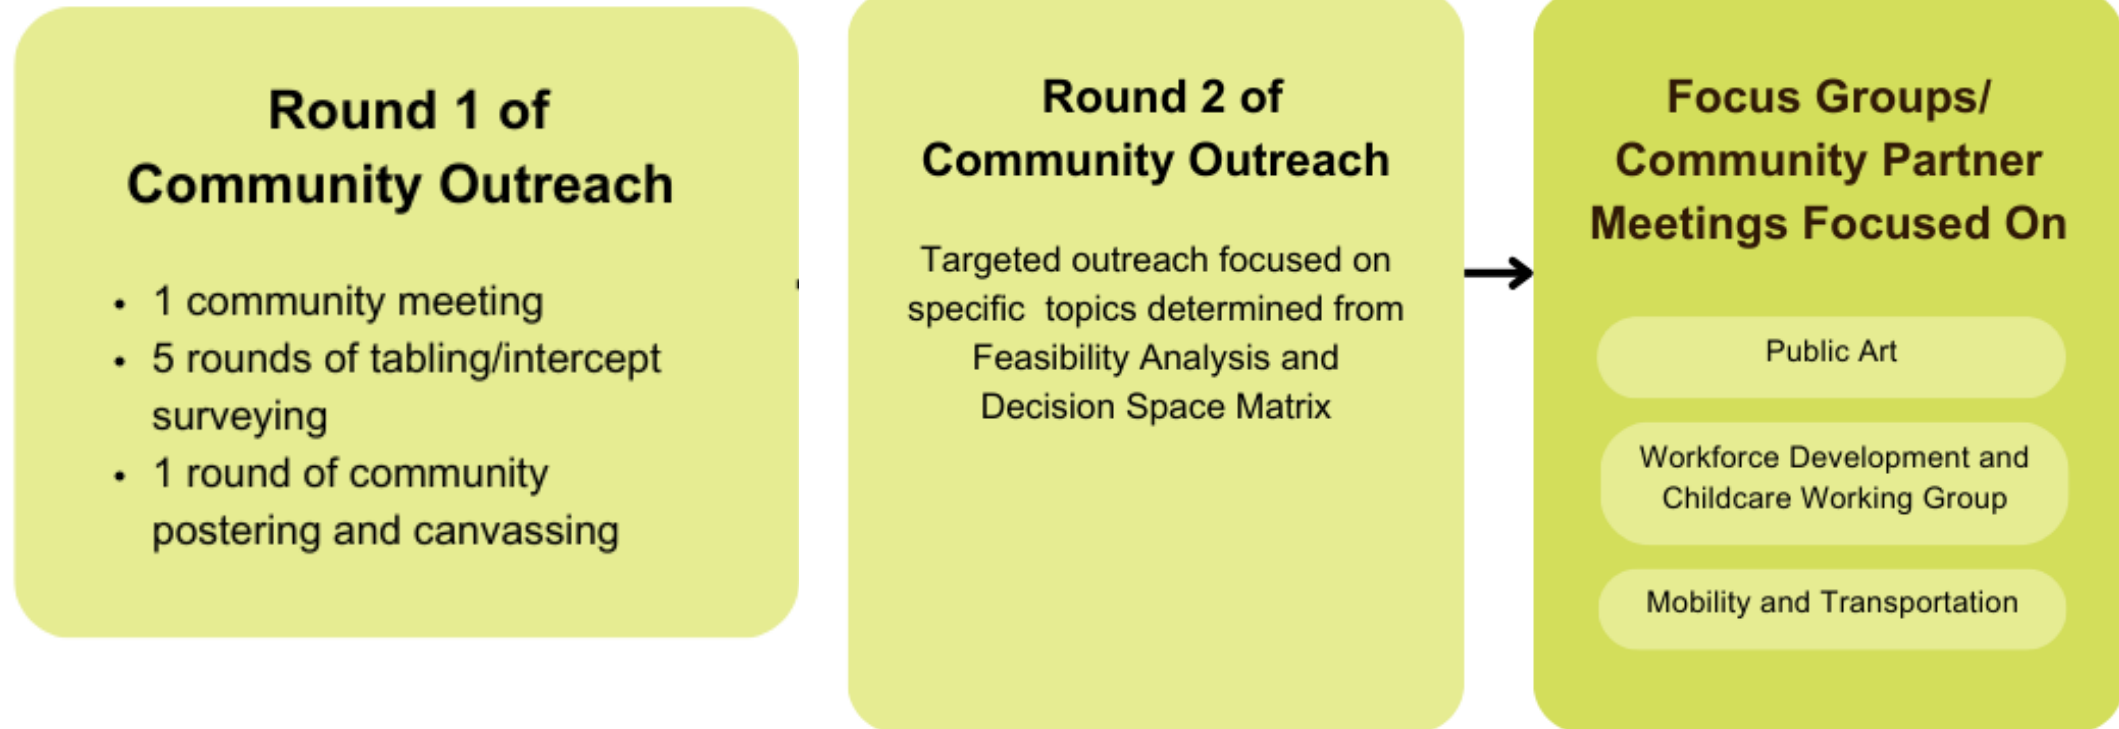 Round 1 of
Community Outreach
• 1 community meeting
• 5 rounds of tabling/intercept
surveying
• 1 round of community
postering and canvassing
Round 2 of
Community Outreach
Targeted outreach focused on
specific  topics determined from
Feasibility Analysis and
Decision Space Matrix
Focus Groups/
Community Partner
Meetings Focused On
Public Art
Workforce Development and
Childcare Working Group
Mobility and Transportation